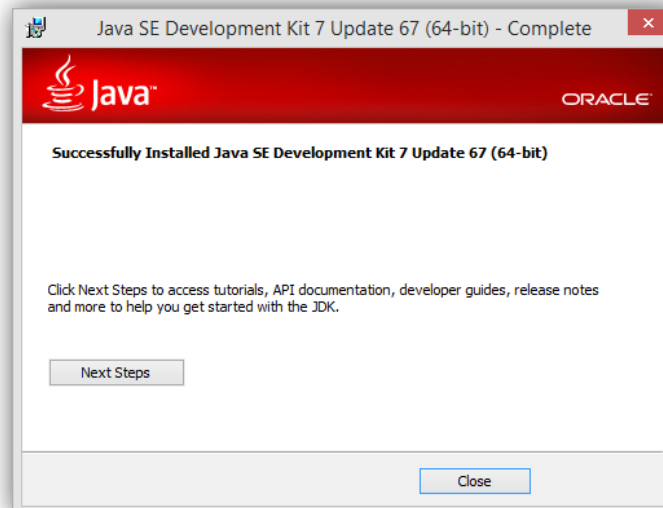 Java SE Development Kit 7 Update 67 (64-bit) - Complete
Java™
ORACLE
Successfully Installed Java SE Development Kit 7 Update 67 (64-bit)
Click Next Steps to access tutorials, API documentation, developer guides, release notes
and more to help you get started with the JDK.
Next Steps
Close